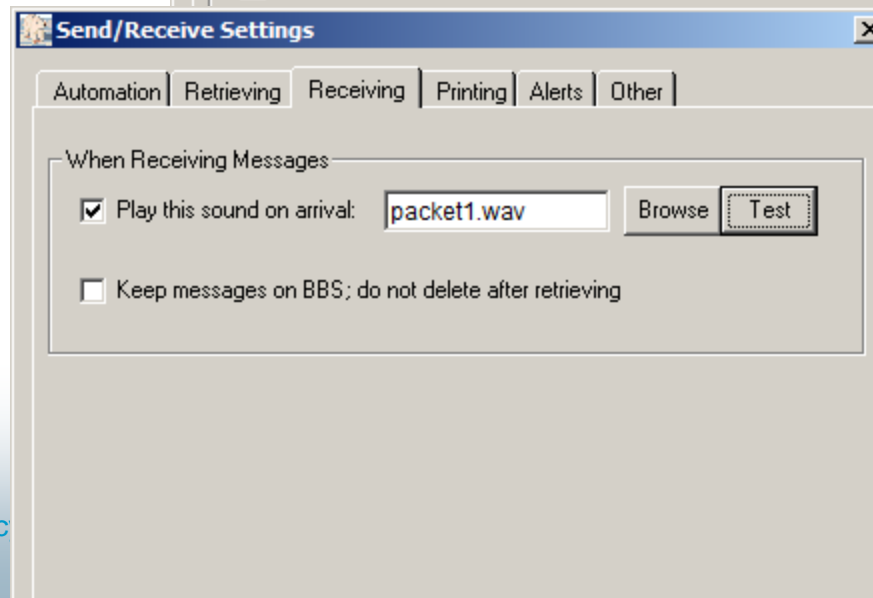 Send/Receive Settings
Automation Retrieving Receiving Printing Alerts Other
When Receiving Messages
Play this sound on arrival: packet1.wav Browse Test
Keep messages on BBS; do not delete after retrieving